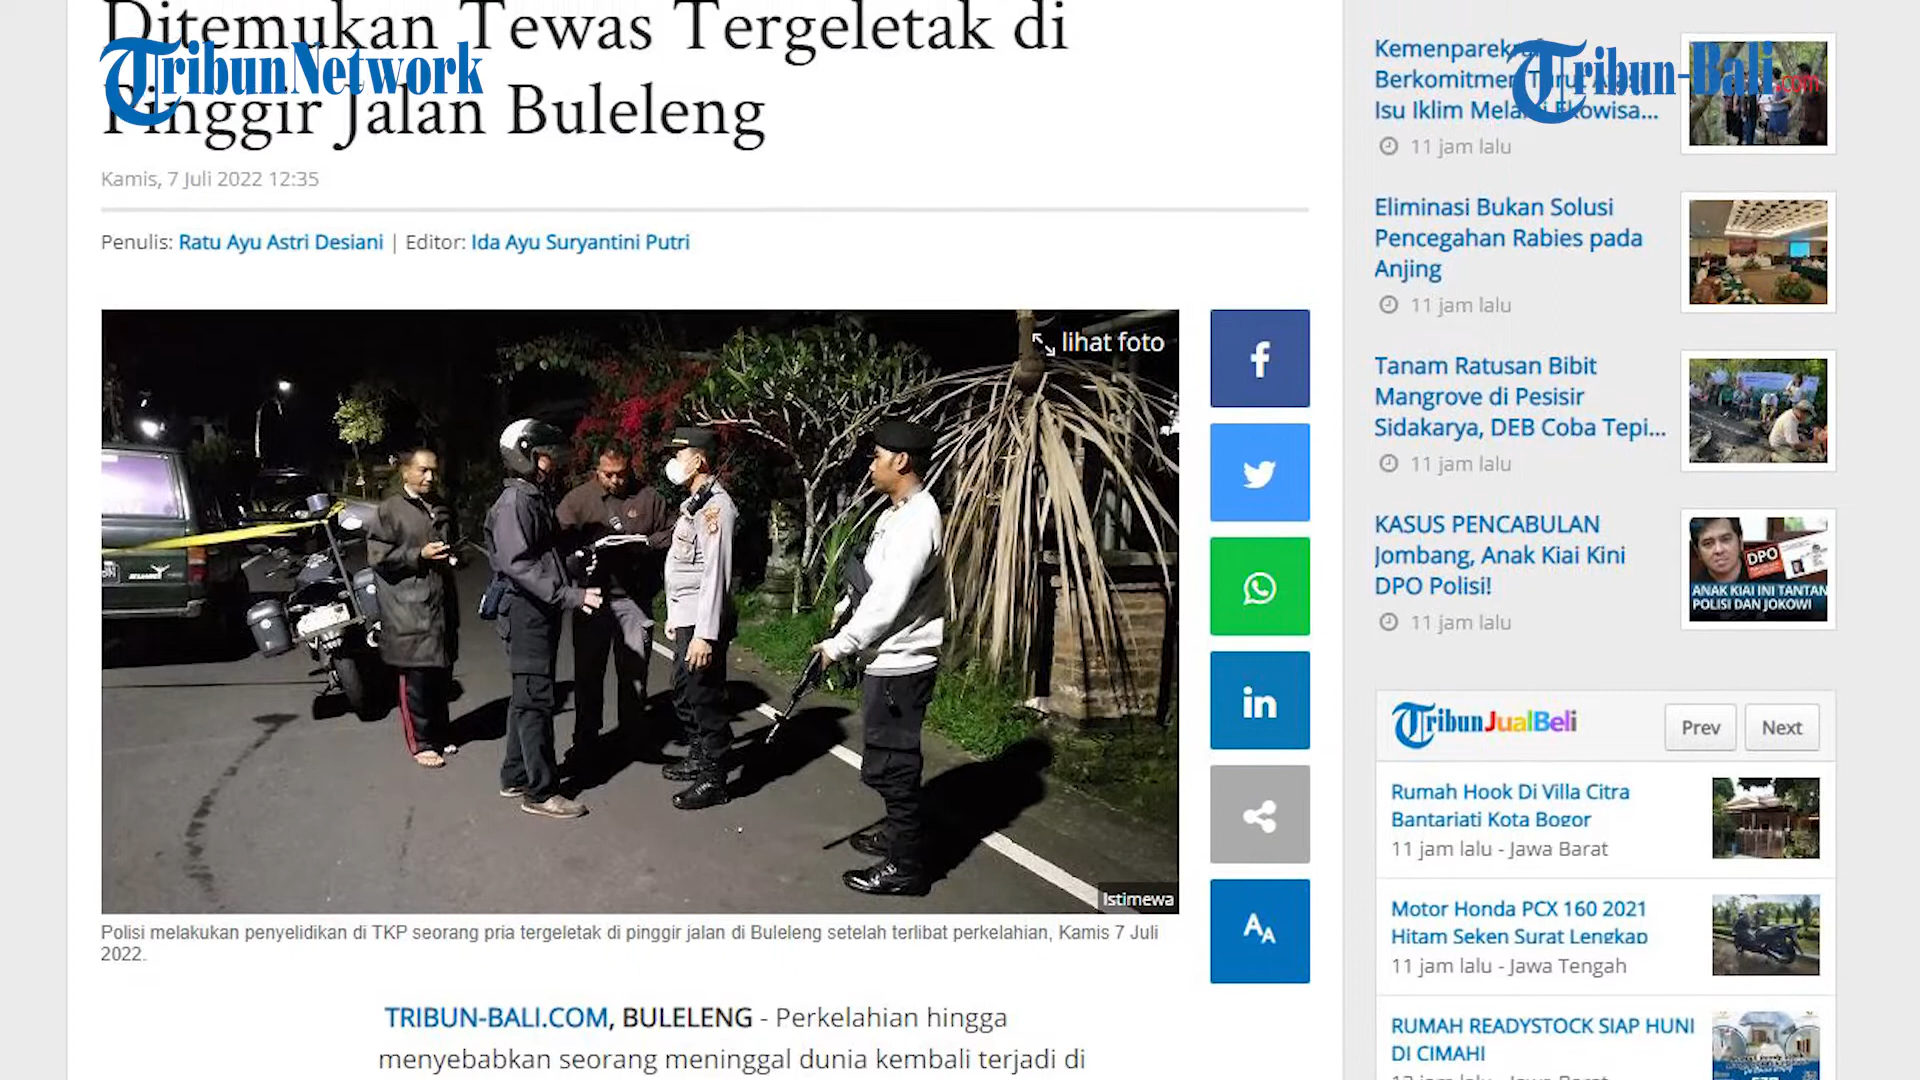 Ditemukan Tewas Tergeletak di
Pinggir Jalan Buleleng
TribunNetwork
Tribun-Bali.com
Kamis, 7 Juli 2022 12:35
Penulis: Ratu Ayu Astri Desiani | Editor: Ida Ayu Suryantini Putri
lihat foto
Istimewa
Polisi melakukan penyelidikan di TKP seorang pria tergeletak di pinggir jalan di Buleleng setelah terlibat perkelahian, Kamis 7 Juli
2022.
TRIBUN-BALI.COM, BULELENG - Perkelahian hingga
menyebabkan seorang meninggal dunia kembali terjadi di
Berkomitmen
Isu Iklim
11 jam lalu
Eliminasi Bukan Solusi
Pencegahan Rabies pada
Anjing
11 jam lalu
Tanam Ratusan Bibit
Mangrove di Pesisir
Sidakarya, DEB Coba Tepi...
11 jam lalu
KASUS PENCABULAN
Jombang, Anak Kiai Kini
DPO Polisi!
11 jam lalu
DPO
ANAK KIAI INI TANTAN
POLISI DAN JOKOWI
TribunJualBeli
Prev
Next
Rumah Hook Di Villa Citra
Bantarjati Kota Bogor
11 jam lalu - Jawa Barat
Motor Honda PCX 160 2021
Hitam Seken Surat Lengkap
11 jam lalu - Jawa Tengah
RUMAH READYSTOCK SIAP HUNI
DI CIMAHI